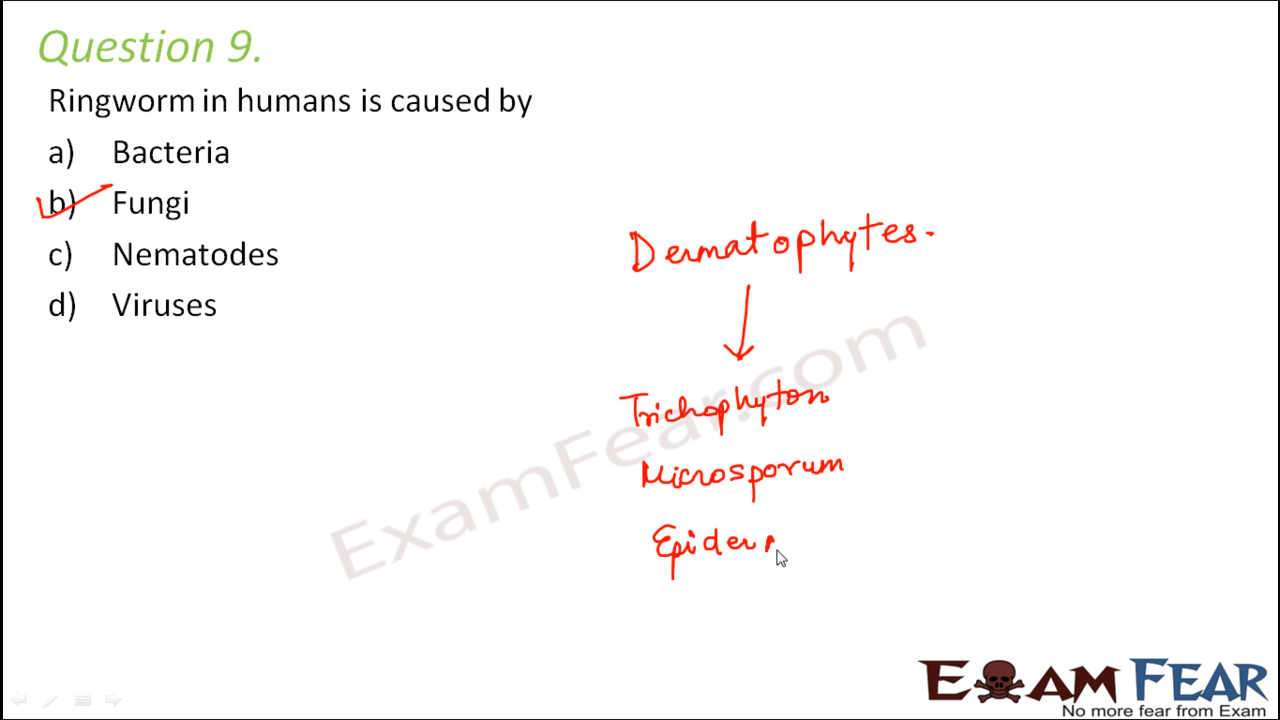 Question 9.
Ringworm in humans is caused by
a) Bacteria
b) Fungi
c) Nematodes
d) Viruses
Dermatophytes.
Trichophyton
Microsporum
Epider
ExamFear.com
EXAM FEAR
No more fear from Exam